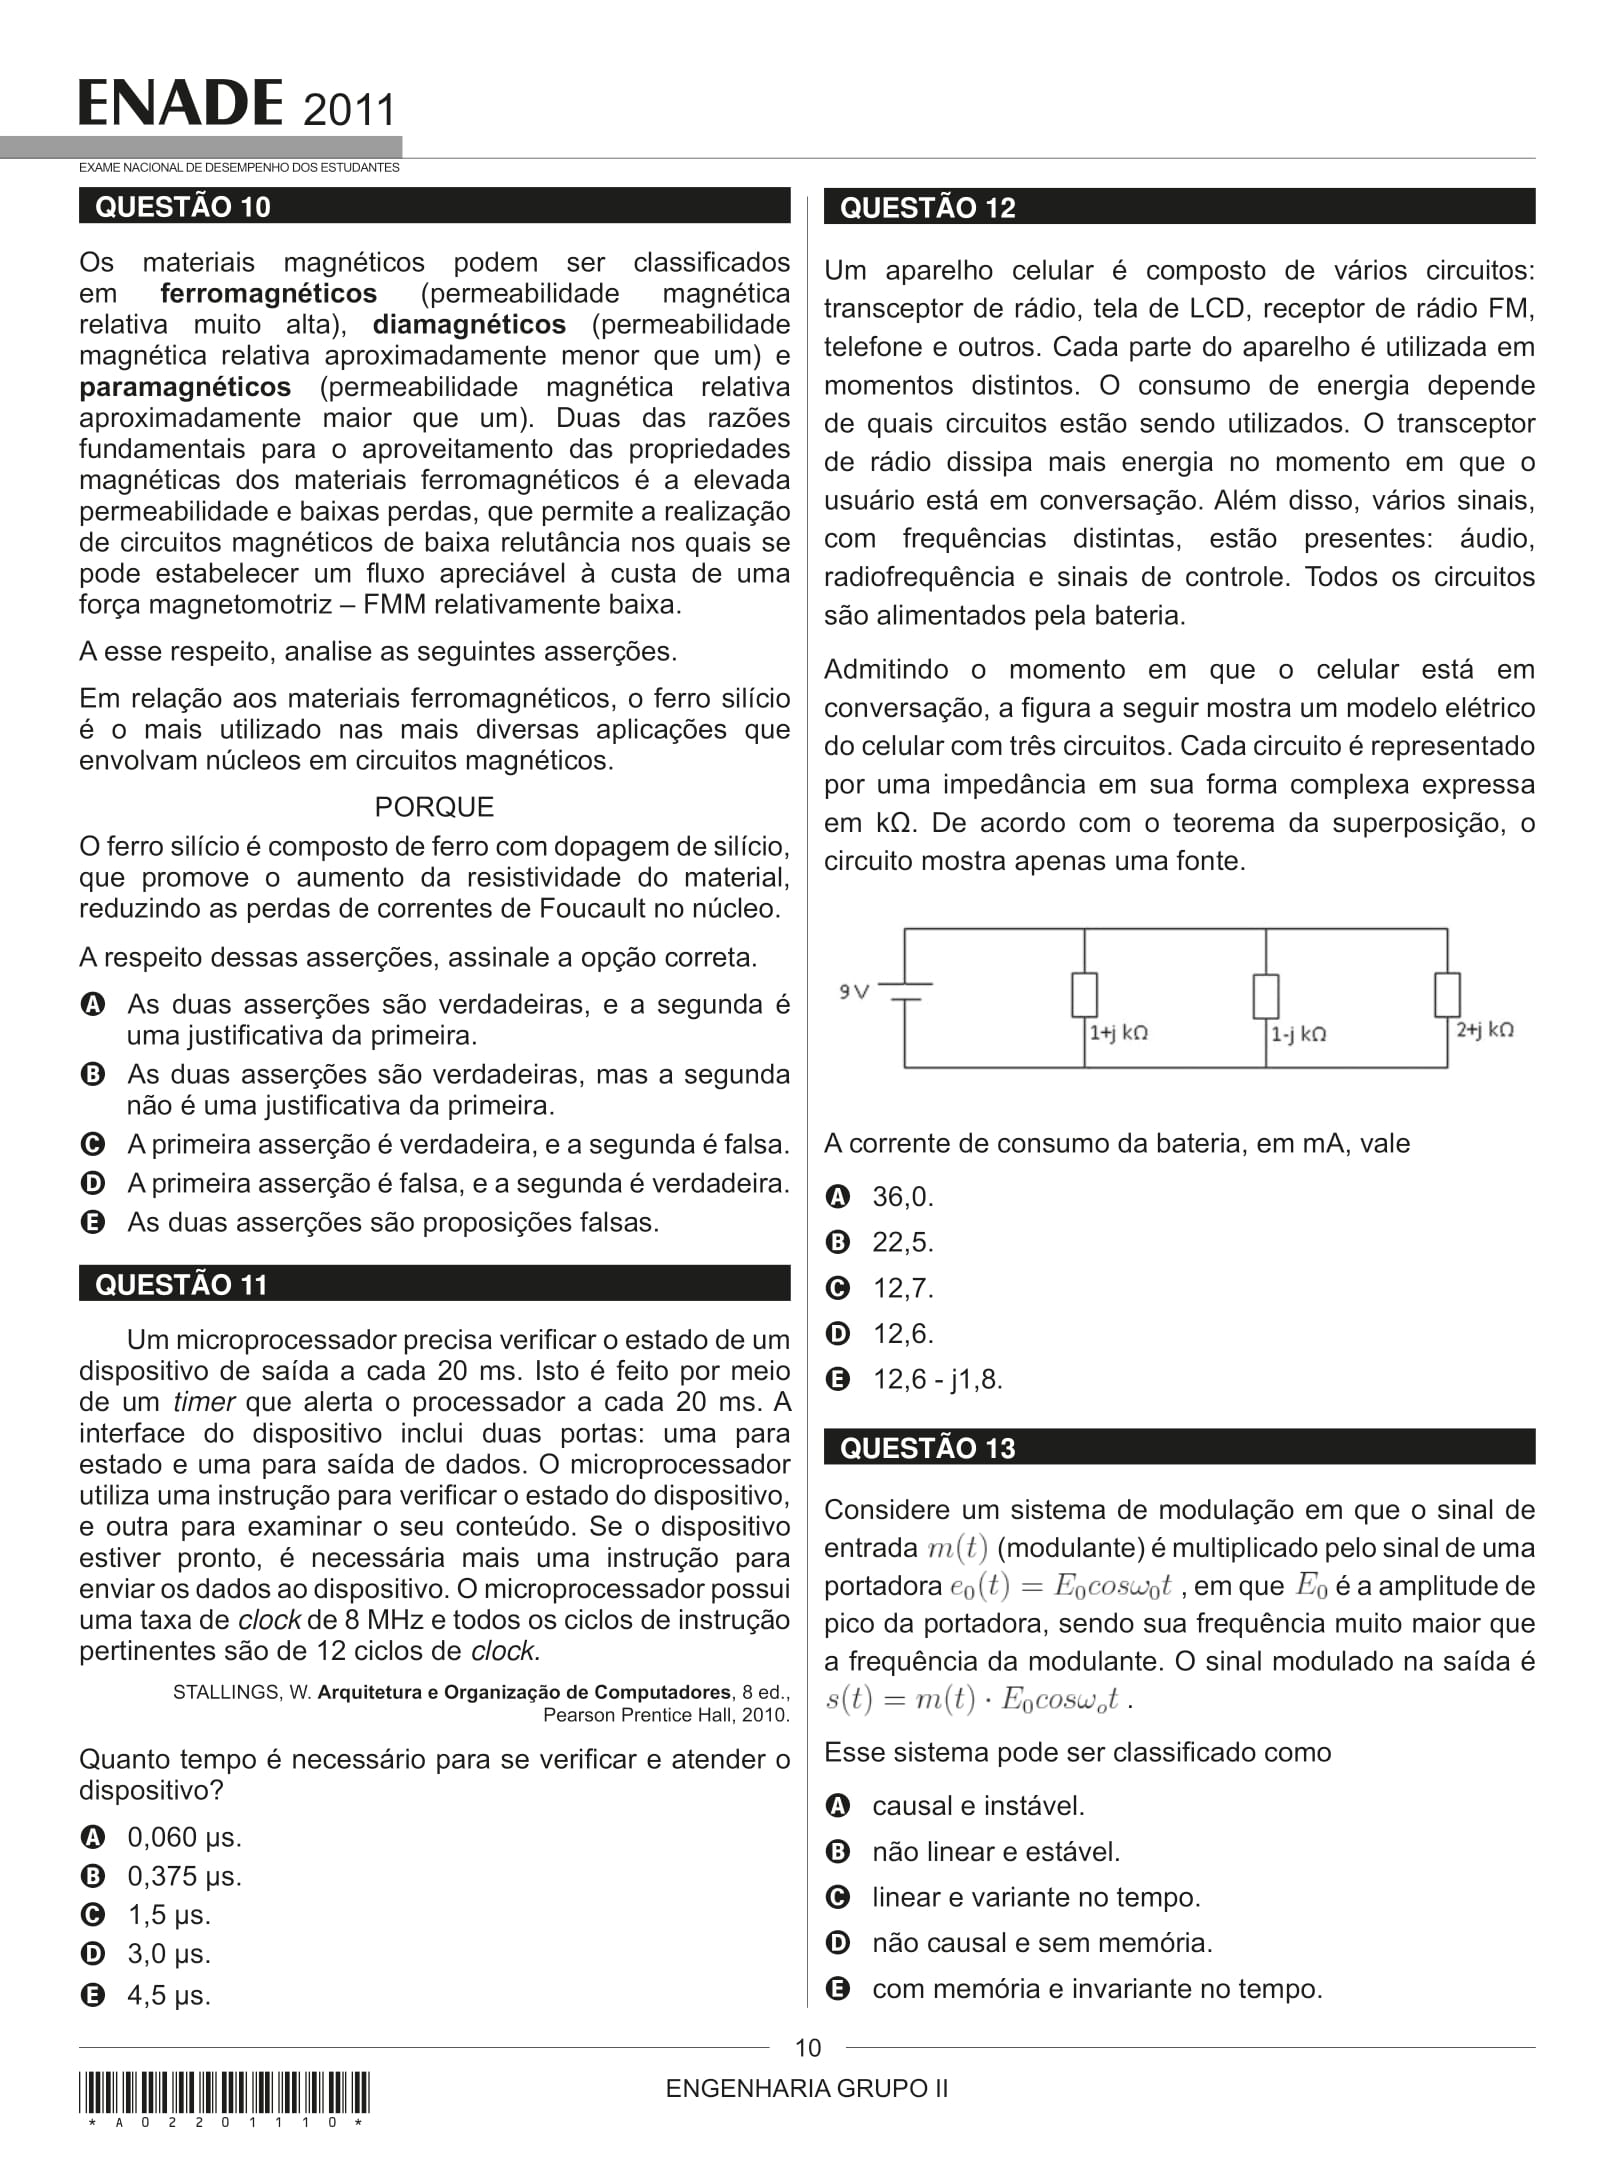 ENADE 2011
EXAME NACIONAL DE DESEMPENHO DOS ESTUDANTES
QUESTÃO 10
Os materiais magnéticos podem ser classificados
em ferromagnéticos (permeabilidade magnética
relativa muito alta), diamagnéticos (permeabilidade
magnética relativa aproximadamente menor que um) e
paramagnéticos (permeabilidade magnética relativa
aproximadamente maior que um). Duas das razões
fundamentais para o aproveitamento das propriedades
magnéticas dos materiais ferromagnéticos é a elevada
permeabilidade e baixas perdas, que permite a realização
de circuitos magnéticos de baixa relutância nos quais se
pode estabelecer um fluxo apreciável à custa de uma
força magnetomotriz – FMM relativamente baixa.
A esse respeito, analise as seguintes asserções.
Em relação aos materiais ferromagnéticos, o ferro silício
é o mais utilizado nas mais diversas aplicações que
envolvam núcleos em circuitos magnéticos.
PORQUE
O ferro silício é composto de ferro com dopagem de silício,
que promove o aumento da resistividade do material,
reduzindo as perdas de correntes de Foucault no núcleo.
A respeito dessas asserções, assinale a opção correta.
A As duas asserções são verdadeiras, e a segunda é
uma justificativa da primeira.
B As duas asserções são verdadeiras, mas a segunda
não é uma justificativa da primeira.
C A primeira asserção é verdadeira, e a segunda é falsa.
D A primeira asserção é falsa, e a segunda é verdadeira.
E As duas asserções são proposições falsas.
QUESTÃO 11
Um microprocessador precisa verificar o estado de um
dispositivo de saída a cada 20 ms. Isto é feito por meio
de um timer que alerta o processador a cada 20 ms. A
interface do dispositivo inclui duas portas: uma para
estado e uma para saída de dados. O microprocessador
utiliza uma instrução para verificar o estado do dispositivo,
e outra para examinar o seu conteúdo. Se o dispositivo
estiver pronto, é necessária mais uma instrução para
enviar os dados ao dispositivo. O microprocessador possui
uma taxa de clock de 8 MHz e todos os ciclos de instrução
pertinentes são de 12 ciclos de clock.
STALLINGS, W. Arquitetura e Organização de Computadores, 8 ed.,
Pearson Prentice Hall, 2010.
Quanto tempo é necessário para se verificar e atender o
dispositivo?
A 0,060 μs.
B 0,375 μs.
C 1,5 μs.
D 3,0 μs.
E 4,5 μs.
QUESTÃO 12
Um aparelho celular é composto de vários circuitos:
transceptor de rádio, tela de LCD, receptor de rádio FM,
telefone e outros. Cada parte do aparelho é utilizada em
momentos distintos. O consumo de energia depende
de quais circuitos estão sendo utilizados. O transceptor
de rádio dissipa mais energia no momento em que o
usuário está em conversação. Além disso, vários sinais,
com frequências distintas, estão presentes: áudio,
radiofrequência e sinais de controle. Todos os circuitos
são alimentados pela bateria.
Admitindo o momento em que o celular está em
conversação, a figura a seguir mostra um modelo elétrico
do celular com três circuitos. Cada circuito é representado
por uma impedância em sua forma complexa expressa
em kΩ. De acordo com o teorema da superposição, o
circuito mostra apenas uma fonte.
9 V
1+j kΩ
1-j kΩ
2+j kΩ
A corrente de consumo da bateria, em mA, vale
A 36,0.
B 22,5.
C 12,7.
D 12,6.
E 12,6 - j1,8.
QUESTÃO 13
Considere um sistema de modulação em que o sinal de
entrada m(t) (modulante) é multiplicado pelo sinal de uma
portadora e₀(t) = E₀cosω₀t , em que E₀ é a amplitude de
pico da portadora, sendo sua frequência muito maior que
a frequência da modulante. O sinal modulado na saída é
s(t) = m(t) · E₀cosωₒt .
Esse sistema pode ser classificado como
A causal e instável.
B não linear e estável.
C linear e variante no tempo.
D não causal e sem memória.
E com memória e invariante no tempo.
10
ENGENHARIA GRUPO II
* A 0 2 2 0 1 1 1 0 *